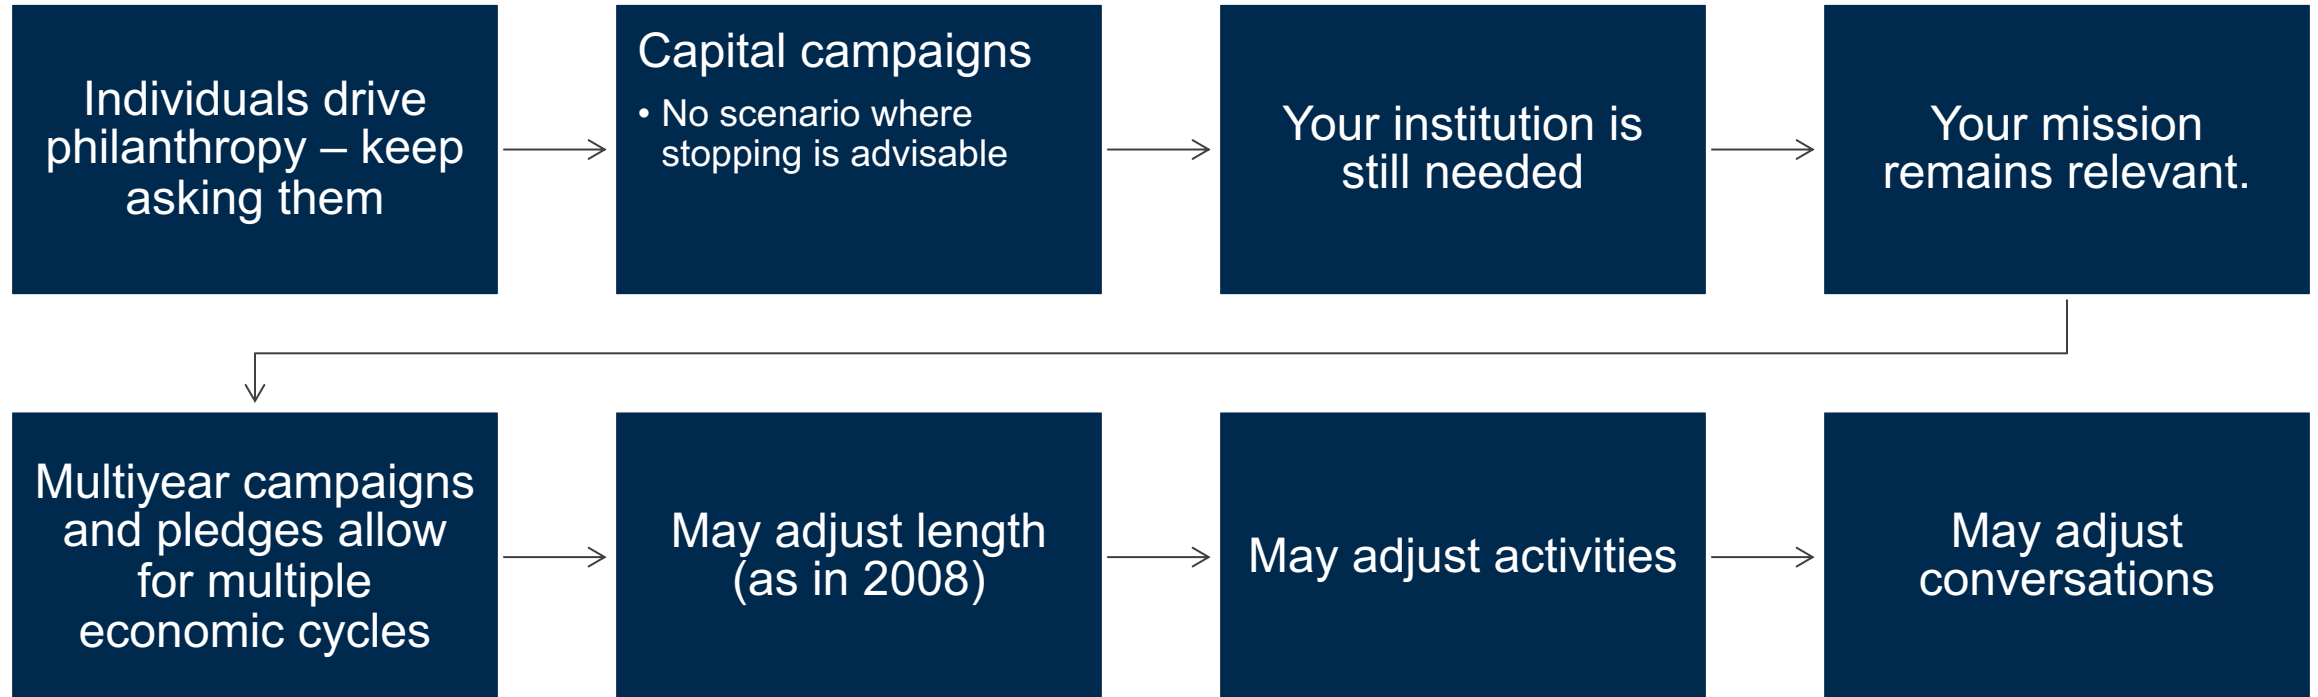 Individuals drive
philanthropy – keep
asking them
Capital campaigns
• No scenario where
stopping is advisable
Your institution is
still needed
Your mission
remains relevant.
Multiyear campaigns
and pledges allow
for multiple
economic cycles
May adjust length
(as in 2008)
May adjust activities
May adjust
conversations